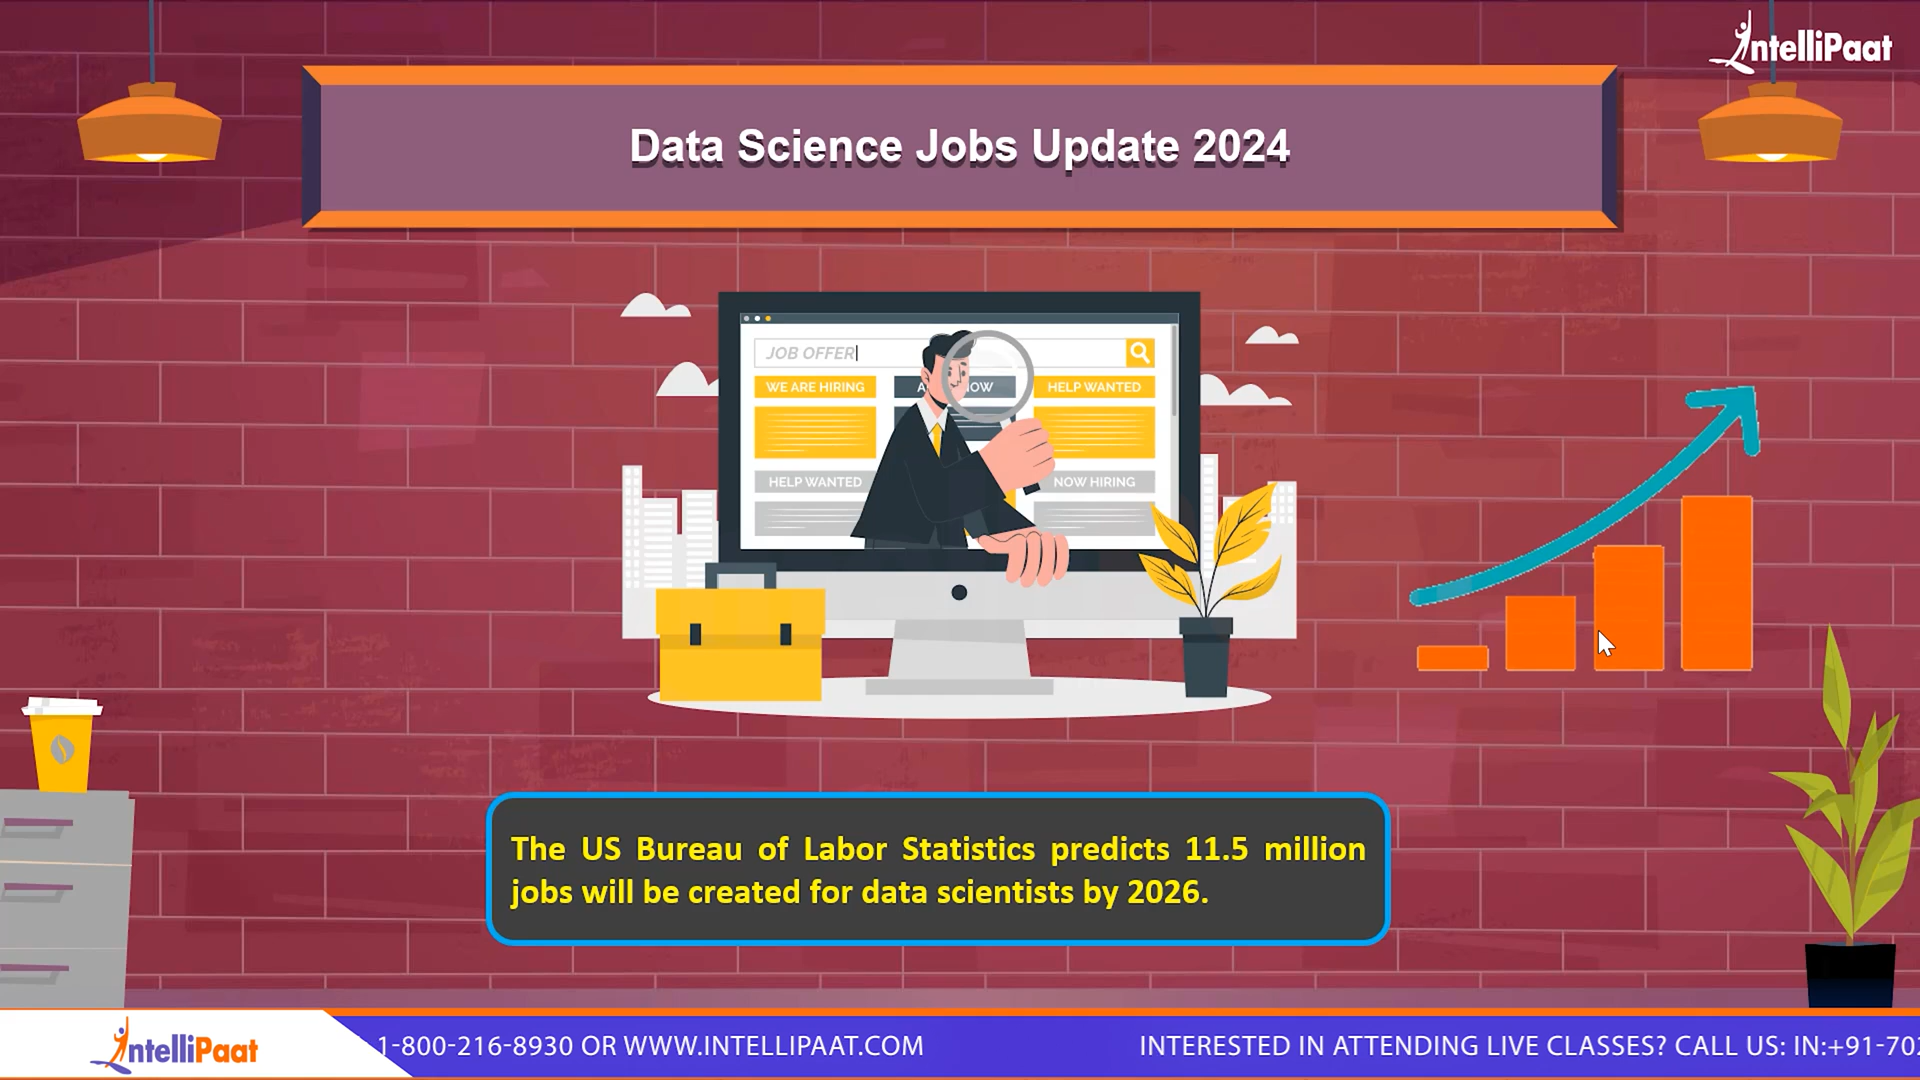 IntelliPaat
Data Science Jobs Update 2024
JOB OFFER
WE ARE HIRING
HELP WANTED
HELP WANTED
NOW HIRING
The US Bureau of Labor Statistics predicts 11.5 million
jobs will be created for data scientists by 2026.
IntelliPaat
1-800-216-8930 OR WWW.INTELLIPAAT.COM
INTERESTED IN ATTENDING LIVE CLASSES? CALL US: IN:+91-702